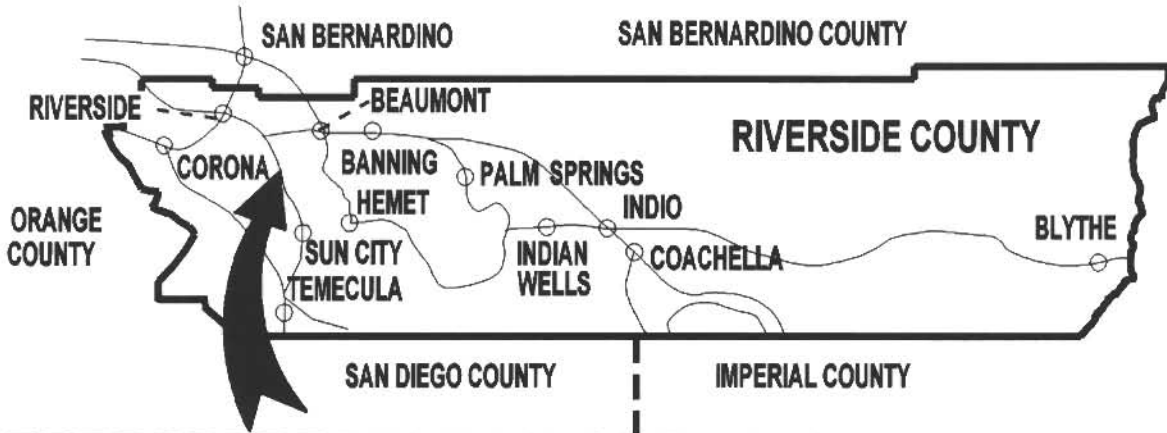 SAN BERNARDINO
SAN BERNARDINO COUNTY
RIVERSIDE
BEAUMONT
RIVERSIDE COUNTY
CORONA
BANNING
PALM SPRINGS
HEMET
INDIO
ORANGE
COUNTY
SUN CITY
INDIAN
WELLS
COACHELLA
BLYTHE
TEMECULA
SAN DIEGO COUNTY
IMPERIAL COUNTY